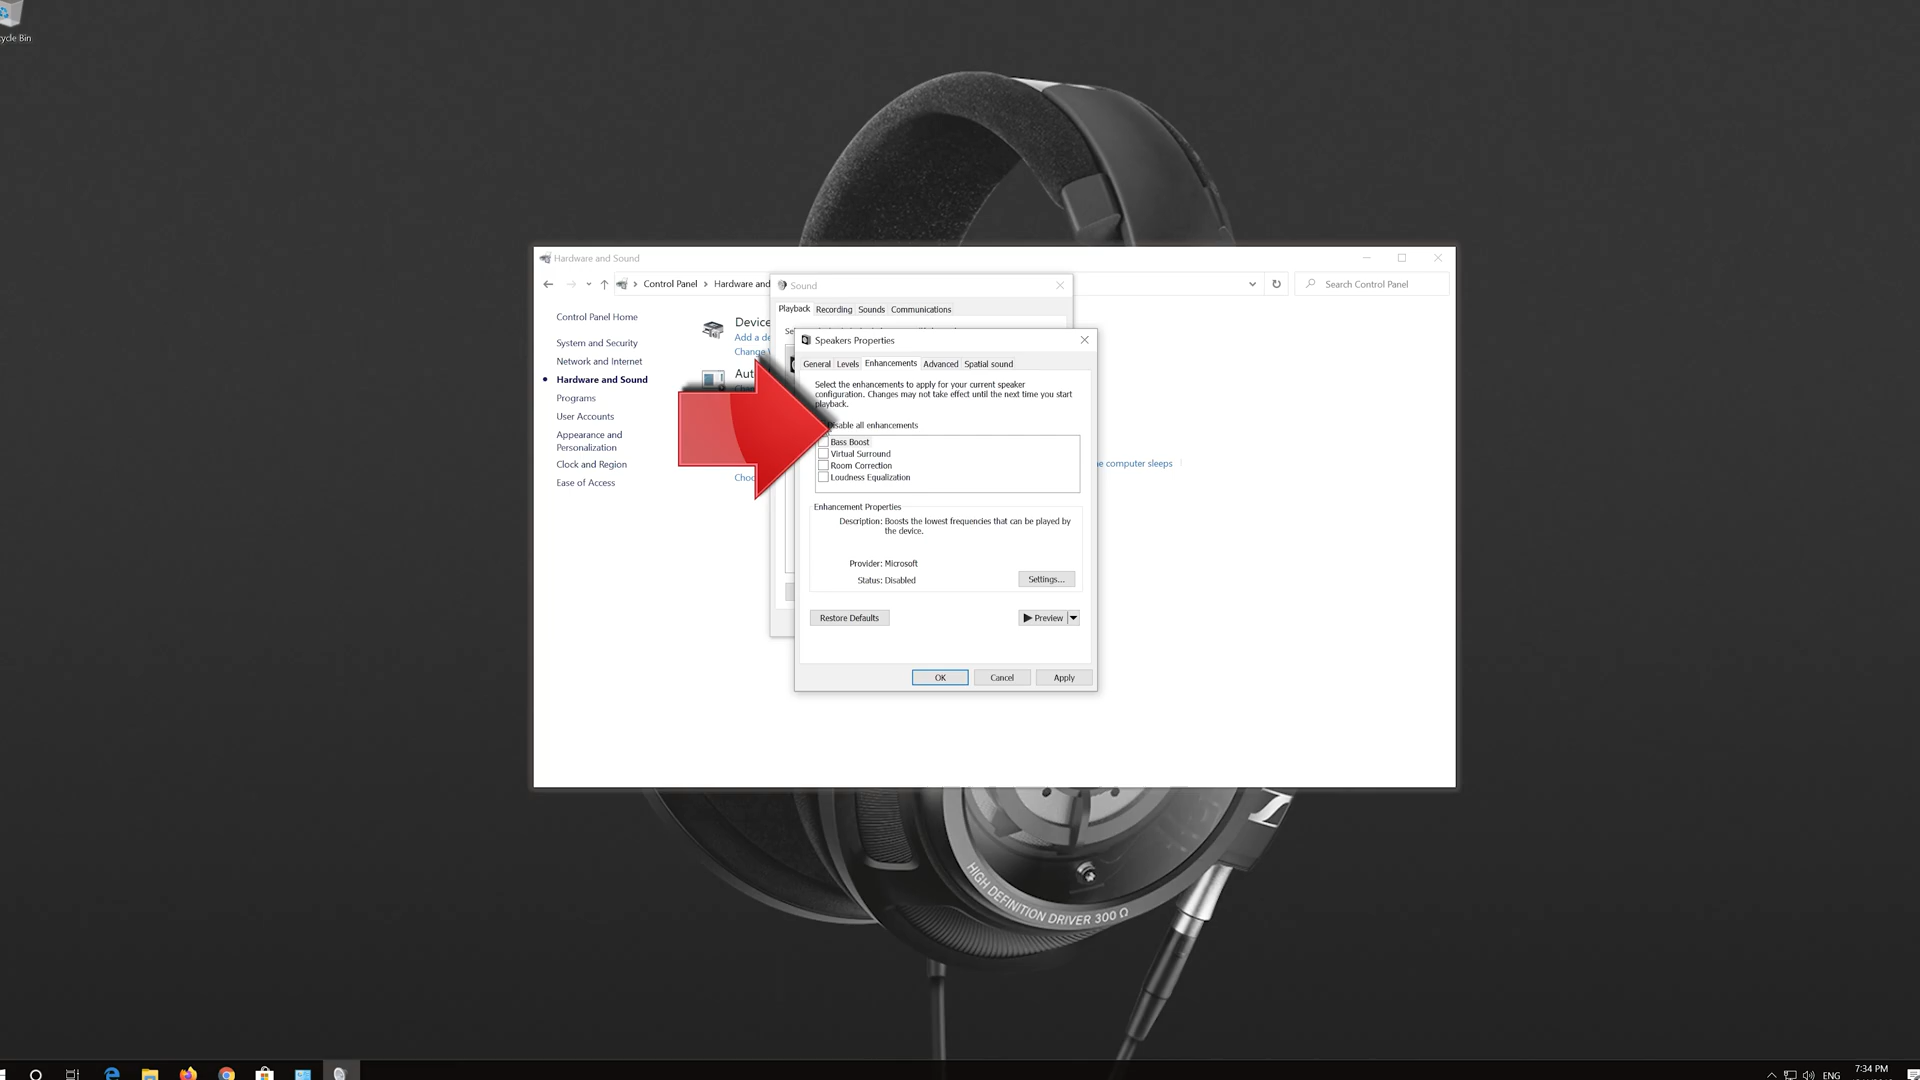 ycle Bin
Hardware and Sound
Control Panel > Hardware and
Search Control Panel
Control Panel Home
System and Security
Network and Internet
Hardware and Sound
Programs
User Accounts
Appearance and
Personalization
Clock and Region
Ease of Access
Device
Add a de
Change
Aut
Choo
e computer sleeps
Sound
Playback Recording Sounds Communications
Speakers Properties
General Levels Enhancements Advanced Spatial sound
Select the enhancements to apply for your current speaker
configuration. Changes may not take effect until the next time you start
playback.
Disable all enhancements
Bass Boost
Virtual Surround
Room Correction
Loudness Equalization
Enhancement Properties
Description: Boosts the lowest frequencies that can be played by
the device.
Provider: Microsoft
Status: Disabled
Settings...
Restore Defaults
Preview
OK Cancel Apply
HIGH DEFINITION DRIVER 300 Ω
ENG
7:34 PM